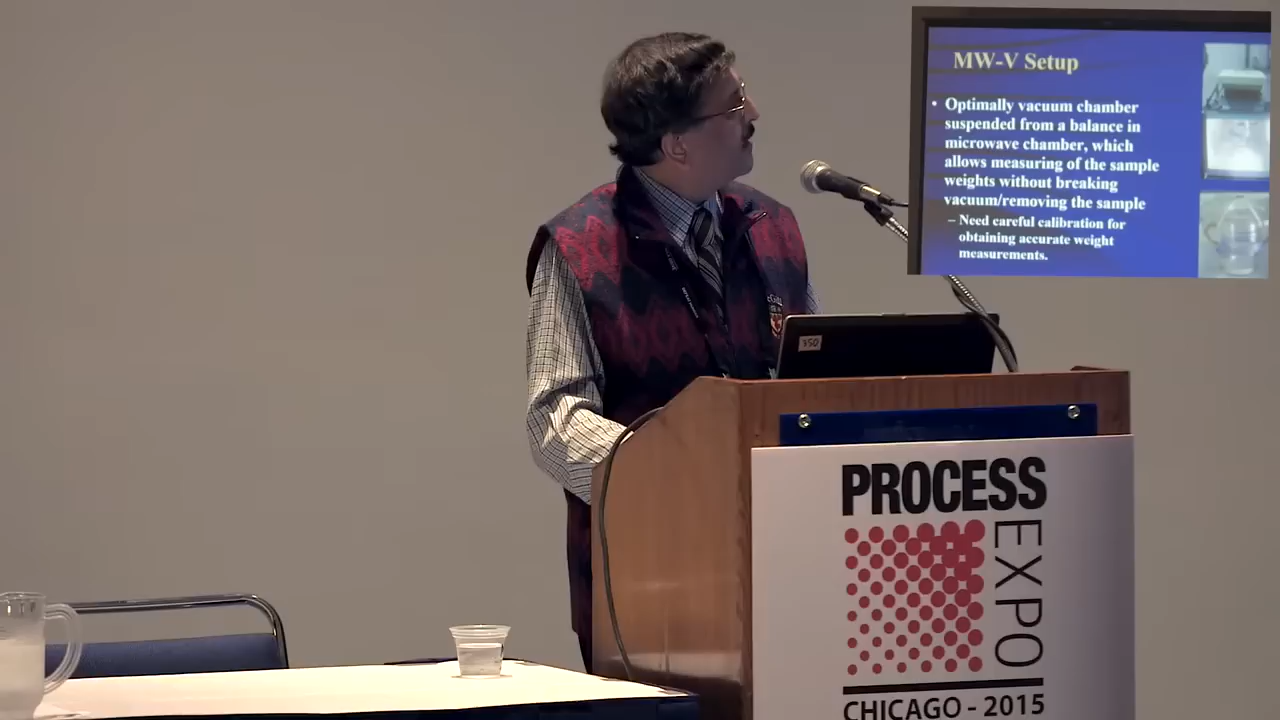 MW-V Setup
• Optimally vacuum chamber
suspended from a balance in
microwave chamber, which
allows measuring of the sample
weights without breaking
vacuum/removing the sample
– Need careful calibration for
obtaining accurate weight
measurements.
350
PROCESS
EXPO
CHICAGO - 2015